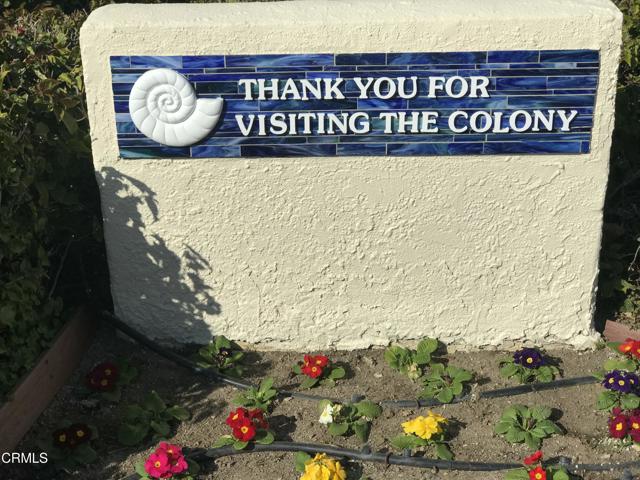 THANK YOU FOR
VISITING THE COLONY
CRMLS